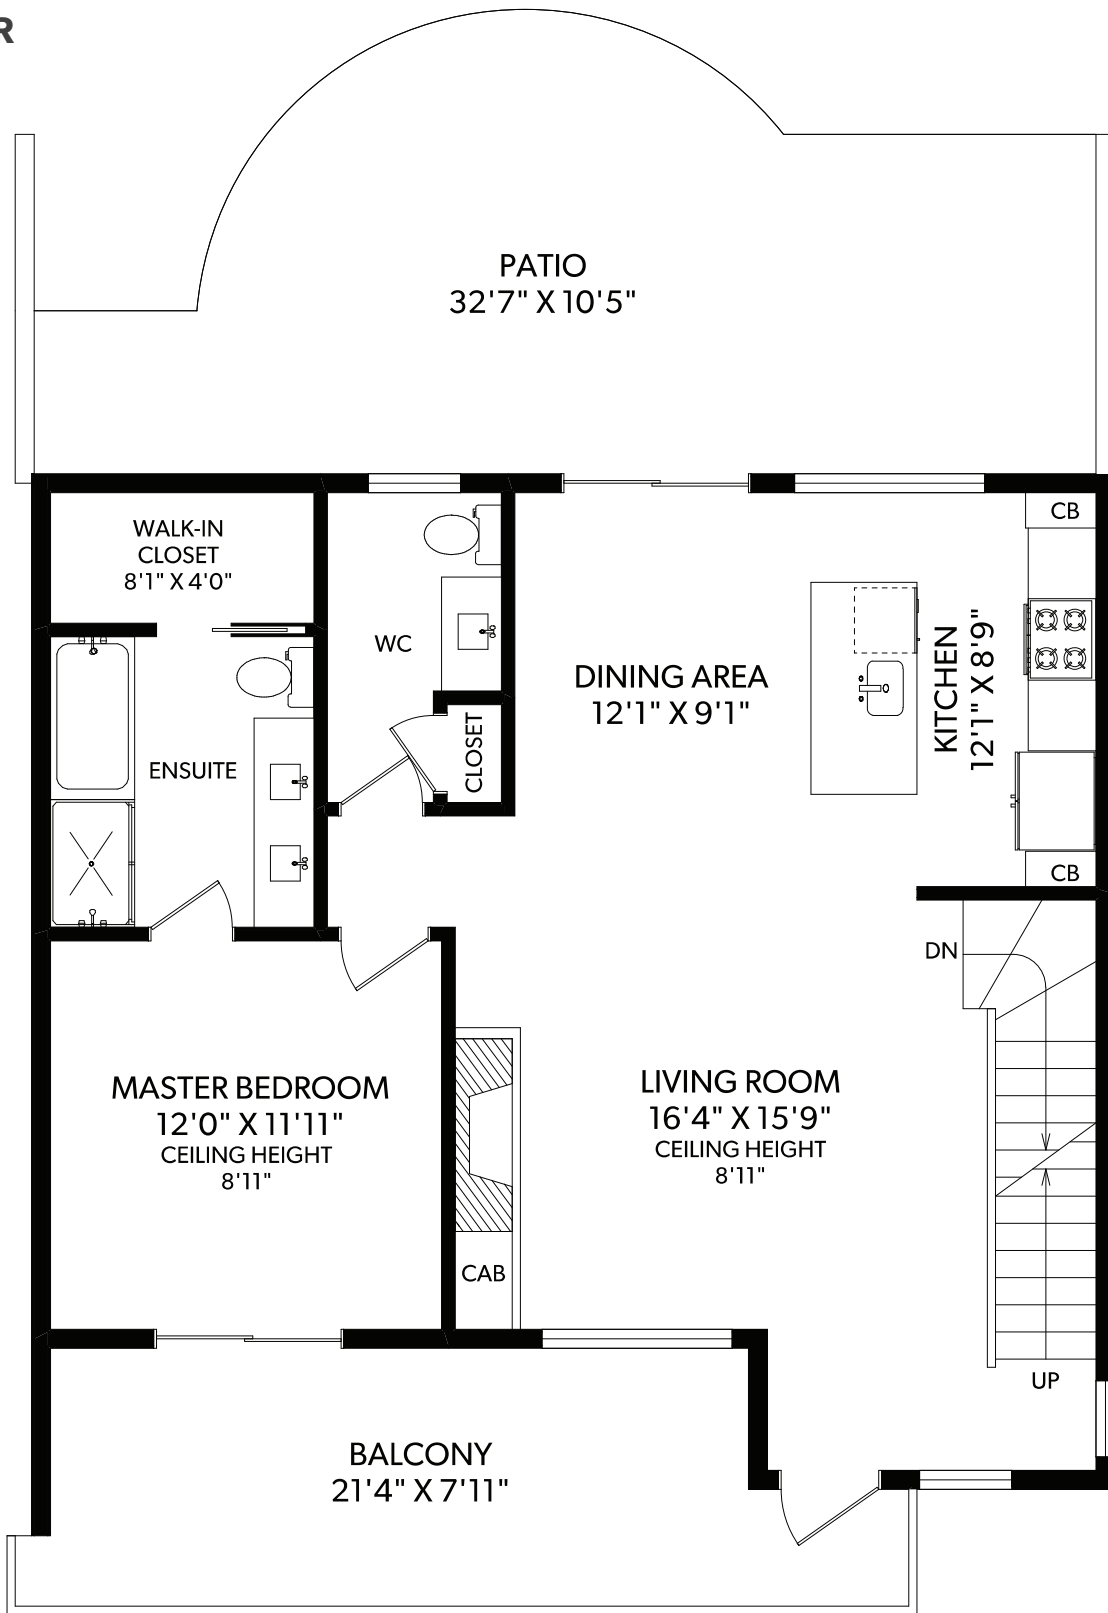 R
PATIO
32'7" X 10'5"
WALK-IN
CLOSET
8'1" X 4'0"
CB
WC
DINING AREA
12'1" X 9'1"
KITCHEN
12'1" X 8'9"
CLOSET
ENSUITE
CB
DN
MASTER BEDROOM
12'0" X 11'11"
CEILING HEIGHT
8'11"
LIVING ROOM
16'4" X 15'9"
CEILING HEIGHT
8'11"
CAB
UP
BALCONY
21'4" X 7'11"